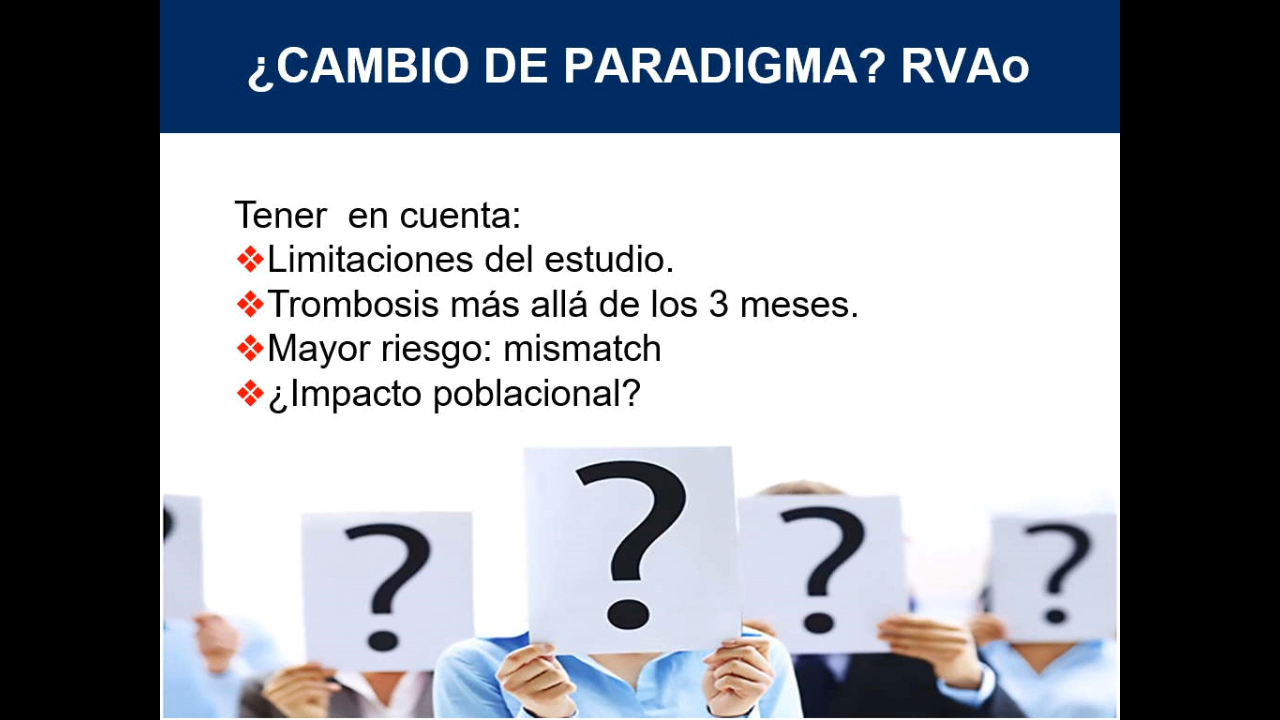 ¿CAMBIO DE PARADIGMA? RVAo
Tener en cuenta:
❖Limitaciones del estudio.
❖Trombosis más allá de los 3 meses.
❖Mayor riesgo: mismatch
❖¿Impacto poblacional?
? ? ? ? ?